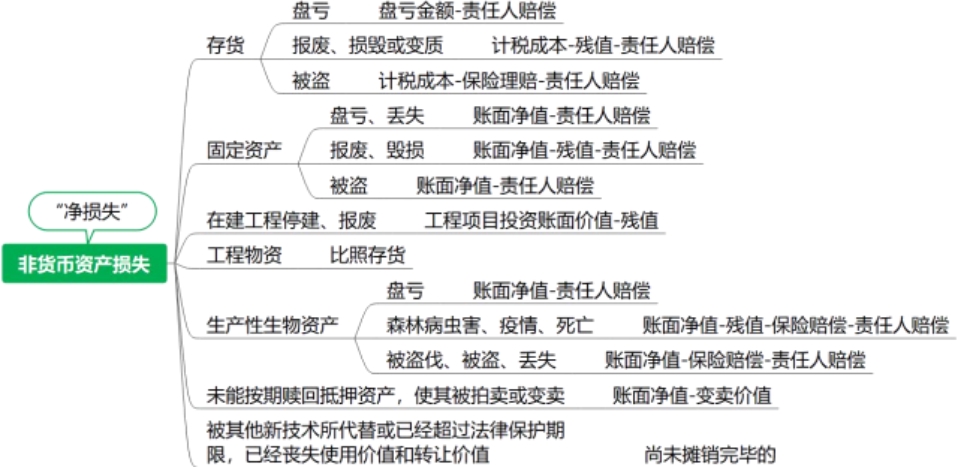 存货
盘亏 盘亏金额-责任人赔偿
报废、损毁或变质 计税成本-残值-责任人赔偿
被盗 计税成本-保险理赔-责任人赔偿
固定资产
盘亏、丢失 账面净值-责任人赔偿
报废、毁损 账面净值-残值-责任人赔偿
被盗 账面净值-责任人赔偿
“净损失”
非货币资产损失
在建工程停建、报废 工程项目投资账面价值-残值
工程物资 比照存货
生产性生物资产
盘亏 账面净值-责任人赔偿
森林病虫害、疫情、死亡 账面净值-残值-保险赔偿-责任人赔偿
被盗伐、被盗、丢失 账面净值-保险赔偿-责任人赔偿
未能按期赎回抵押资产，使其被拍卖或变卖 账面净值-变卖价值
被其他新技术所代替或已经超过法律保护期
限，已经丧失使用价值和转让价值 尚未摊销完毕的